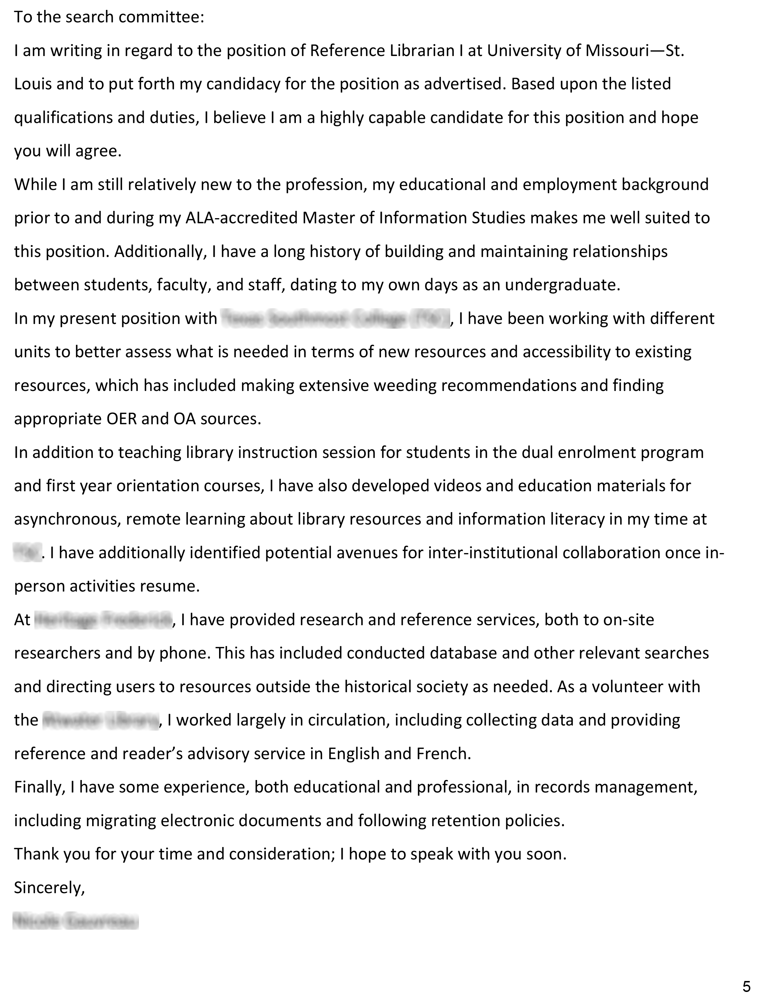 To the search committee:
I am writing in regard to the position of Reference Librarian I at University of Missouri—St.
Louis and to put forth my candidacy for the position as advertised. Based upon the listed
qualifications and duties, I believe I am a highly capable candidate for this position and hope
you will agree.
While I am still relatively new to the profession, my educational and employment background
prior to and during my ALA-accredited Master of Information Studies makes me well suited to
this position. Additionally, I have a long history of building and maintaining relationships
between students, faculty, and staff, dating to my own days as an undergraduate.
In my present position with , I have been working with different
units to better assess what is needed in terms of new resources and accessibility to existing
resources, which has included making extensive weeding recommendations and finding
appropriate OER and OA sources.
In addition to teaching library instruction session for students in the dual enrolment program
and first year orientation courses, I have also developed videos and education materials for
asynchronous, remote learning about library resources and information literacy in my time at
. I have additionally identified potential avenues for inter-institutional collaboration once in-
person activities resume.
At , I have provided research and reference services, both to on-site
researchers and by phone. This has included conducted database and other relevant searches
and directing users to resources outside the historical society as needed. As a volunteer with
the , I worked largely in circulation, including collecting data and providing
reference and reader’s advisory service in English and French.
Finally, I have some experience, both educational and professional, in records management,
including migrating electronic documents and following retention policies.
Thank you for your time and consideration; I hope to speak with you soon.
Sincerely,
5